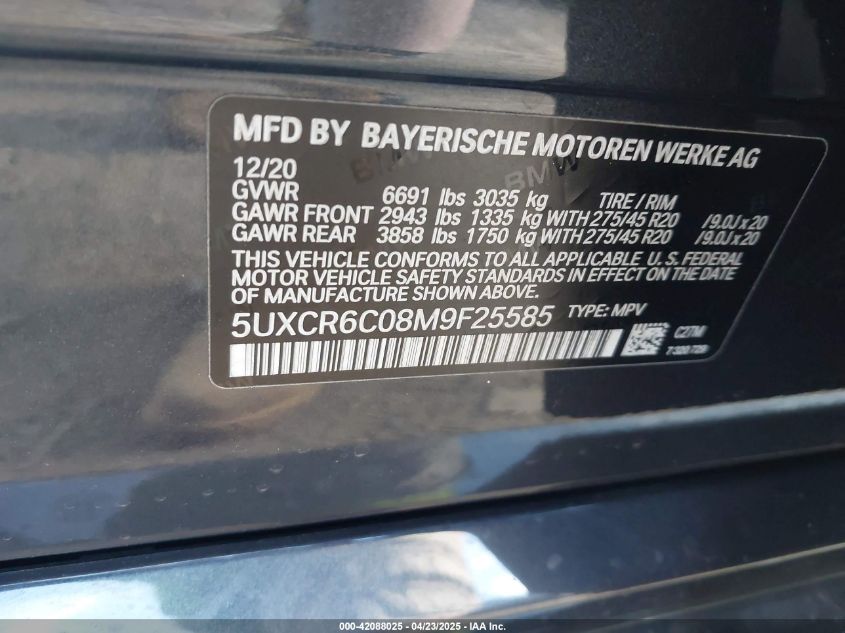 MFD BY BAYERISCHE MOTOREN WERKE AG
12/20
GVWR 6691 lbs 3035 kg TIRE / RIM
GAWR FRONT 2943 lbs 1335 kg WITH 275/45 R20 /9.0J x 20
GAWR REAR 3858 lbs 1750 kg WITH 275/45 R20 /9.0J x 20
THIS VEHICLE CONFORMS TO ALL APPLICABLE U.S. FEDERAL
MOTOR VEHICLE SAFETY STANDARDS IN EFFECT ON THE DATE
OF MANUFACTURE SHOWN ABOVE.
5UXCR6C08M9F25585 TYPE: MPV
C27M
7320 729
000-42088025 | 04/23/2025 - IAA Inc.